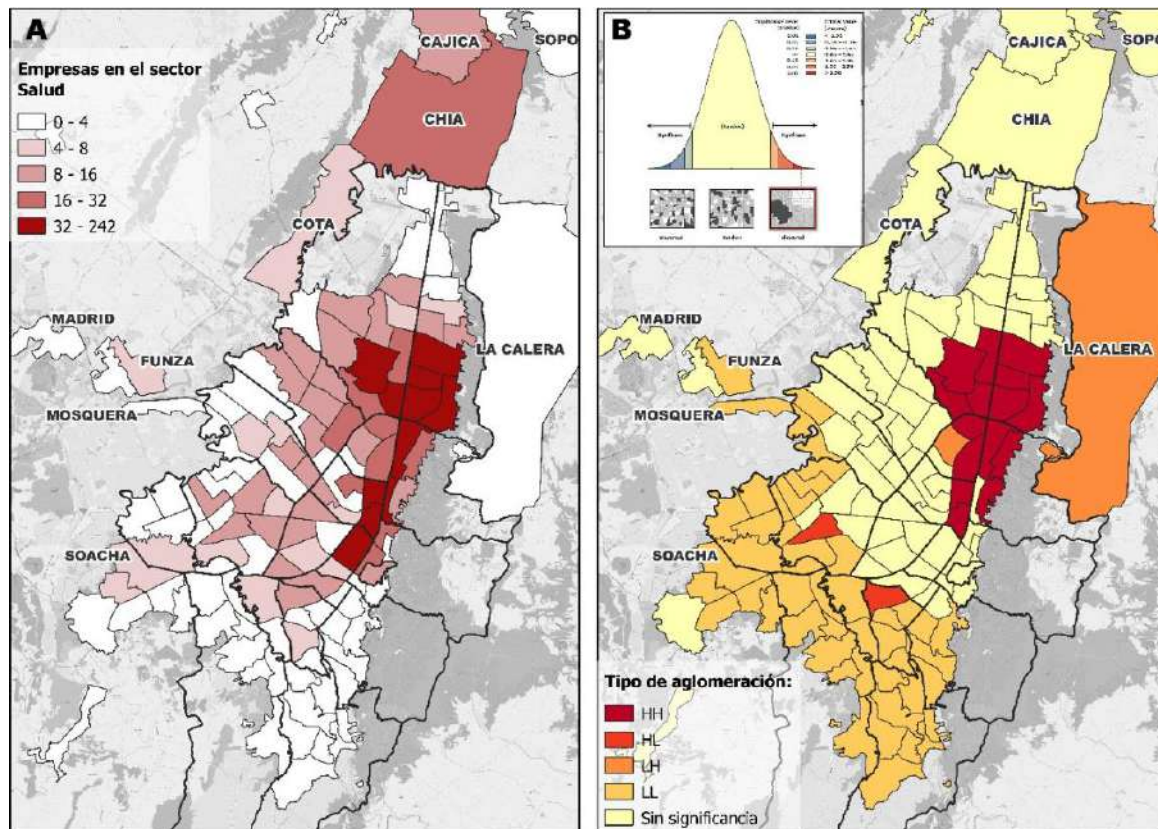 A
Empresas en el sector
Salud
0 - 4
4 - 8
8 - 16
16 - 32
32 - 242
CAJICA
SOPO
CHIA
COTA
MADRID
FUNZA
LA CALERA
MOSQUERA
SOACHA
B
CAJICA
SOPO
CHIA
COTA
MADRID
FUNZA
LA CALERA
MOSQUERA
SOACHA
Tipo de aglomeración:
HH
HL
LH
LL
Sin significancia